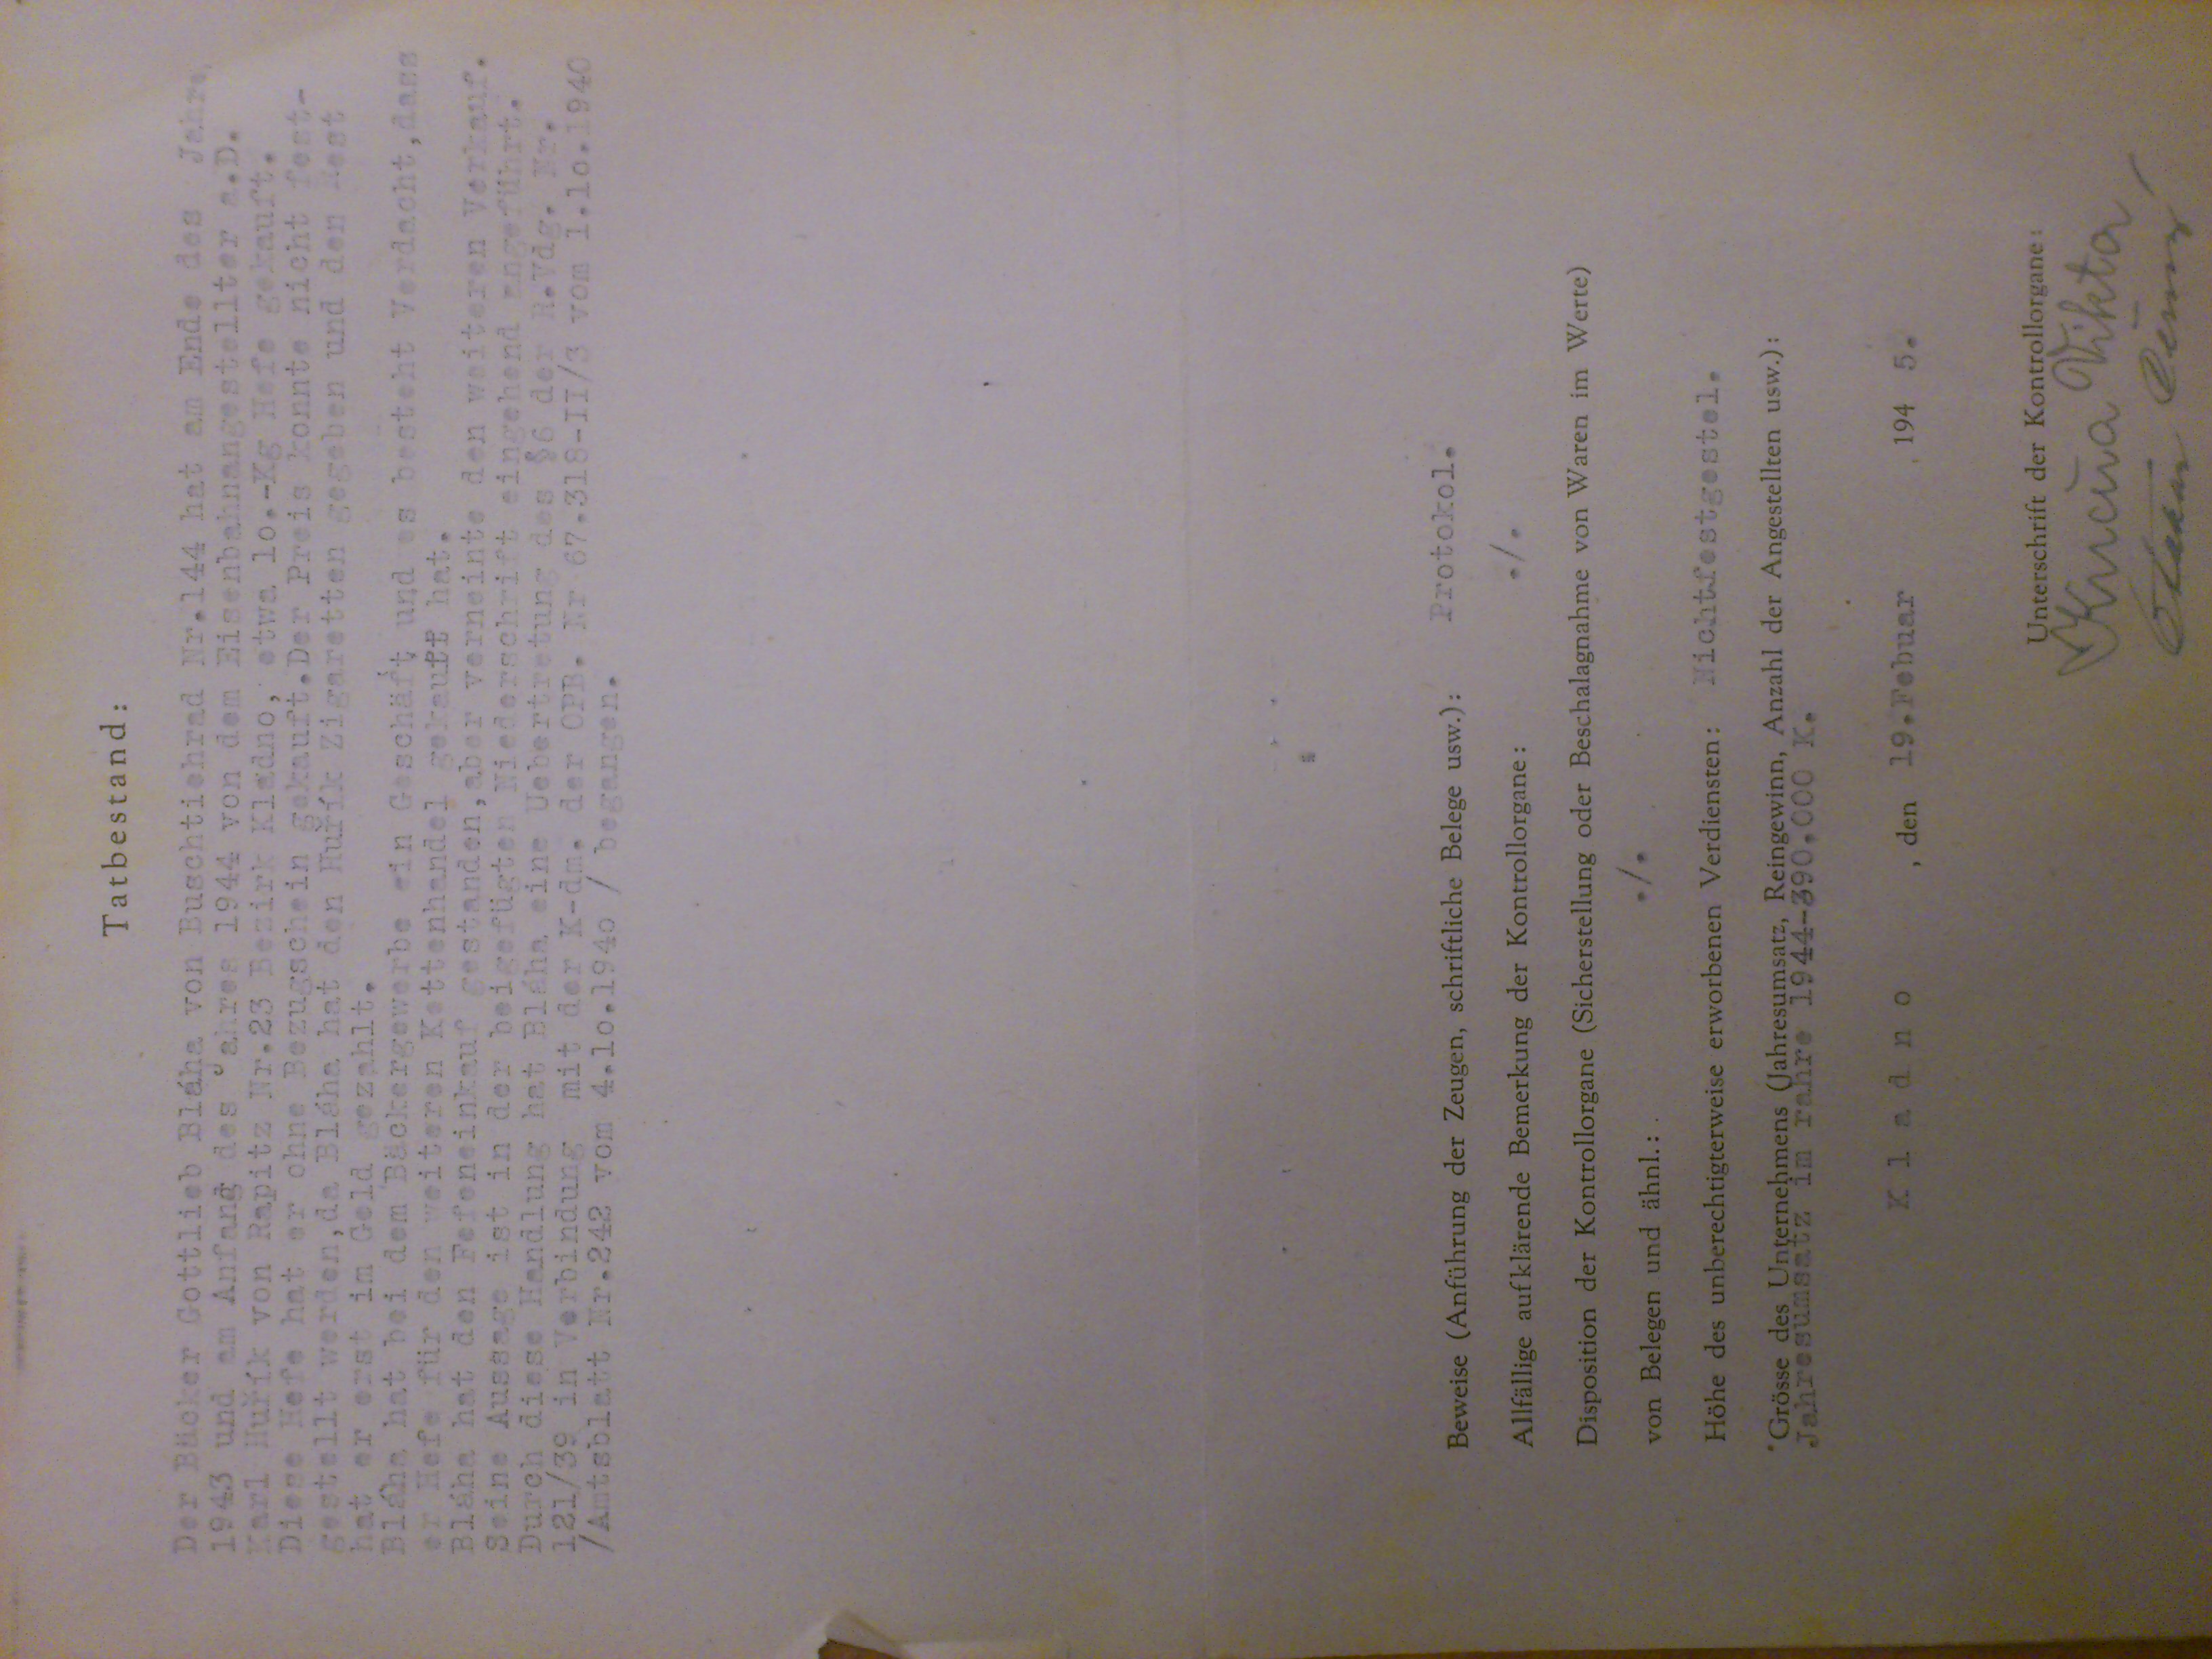 Tatbestand:
Der Bäcker Gottlieb Bláha von Buschtiehrad Nr.144 hat am Ende des Jahre
1943 und am Anfang des Jahres 1944 von dem Eisenbahnangestellter a.D.
Karl Huřík von Rapitz Nr.23 Bezirk Kladno, etwa 1o.-Kg Hefe gekauft.
Diese Hefe hat er ohne Bezugschein gekauft.Der Preis konnte nicht fest-
gestellt werden,da Bláha hat den Huřík Zigaretten gegeben und den Rest
hat er erst im Geld gezahlt.
Bláha hat bei dem Bäckergewerbe ein Geschäft und es besteht Verdacht,dass
er Hefe für den weiteren Kettenhandel gekauft hat.
Bláha hat den Fefeneinkauf gestanden,aber verneinte den weiteren Verkauf.
Seine Aussage ist in der beigefügten Niederschrift eingehend angeführt.
Durch diese Handlung hat Bláha eine Uebertretung des §6 der R.Vdg. Nr.
121/39 in Verbindung mit der K-dm. der OPB. Nr 67.318-II/3 vom 1.1o.1940
/Amtsblatt Nr.242 vom 4.1o.194o / begangen.
Beweise (Anführung der Zeugen, schriftliche Belege usw.): Protokol.
Allfällige aufklärende Bemerkung der Kontrollorgane: ./.
Disposition der Kontrollorgane (Sicherstellung oder Beschalagnahme von Waren im Werte)
von Belegen und ähnl.: ./.
Höhe des unberechtigterweise erworbenen Verdiensten: Nichtfestgestel.
Grösse des Unternehmens (Jahresumsatz, Reingewinn, Anzahl der Angestellten usw.):
Jahresumsatz im rahre 1944-390.000 K.
Kladno, den 19.Febuar 1945.
Unterschrift der Kontrollorgane:
Vikta
Otakar